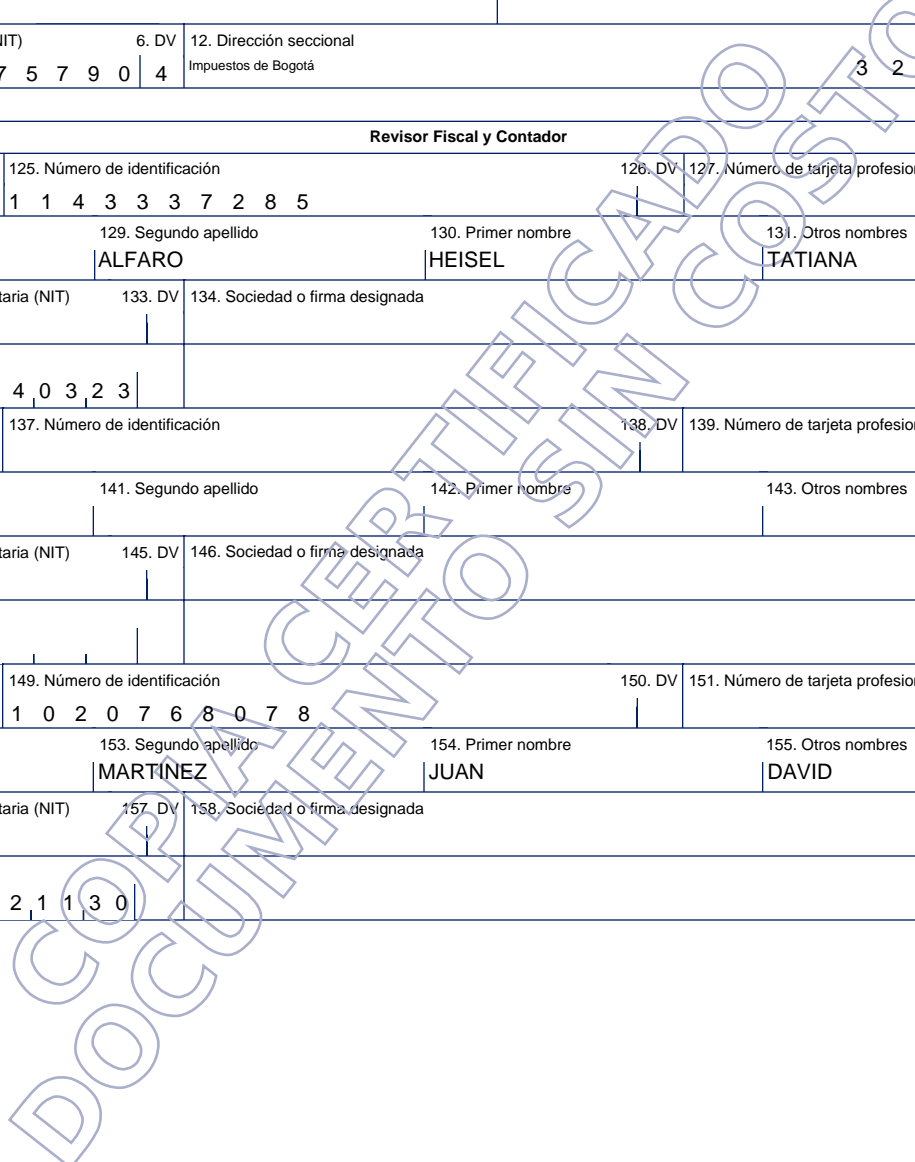 NIT) 6. DV 12. Dirección seccional
7 5 7 9 0 4 Impuestos de Bogotá 3 2
Revisor Fiscal y Contador
125. Número de identificación 126. DV 127. Número de tarjeta profesion
1 1 4 3 3 3 7 2 8 5
129. Segundo apellido 130. Primer nombre 131. Otros nombres
ALFARO HEISEL TATIANA
taria (NIT) 133. DV 134. Sociedad o firma designada
4 0 3 2 3
137. Número de identificación 138. DV 139. Número de tarjeta profesion
141. Segundo apellido 142. Primer nombre 143. Otros nombres
taria (NIT) 145. DV 146. Sociedad o firma designada
149. Número de identificación 150. DV 151. Número de tarjeta profesion
1 0 2 0 7 6 8 0 7 8
153. Segundo apellido 154. Primer nombre 155. Otros nombres
MARTINEZ JUAN DAVID
taria (NIT) 157. DV 158. Sociedad o firma designada
2 1 1 3 0
COPIA CERTIFICADO
DOCUMENTO SIN COSTO